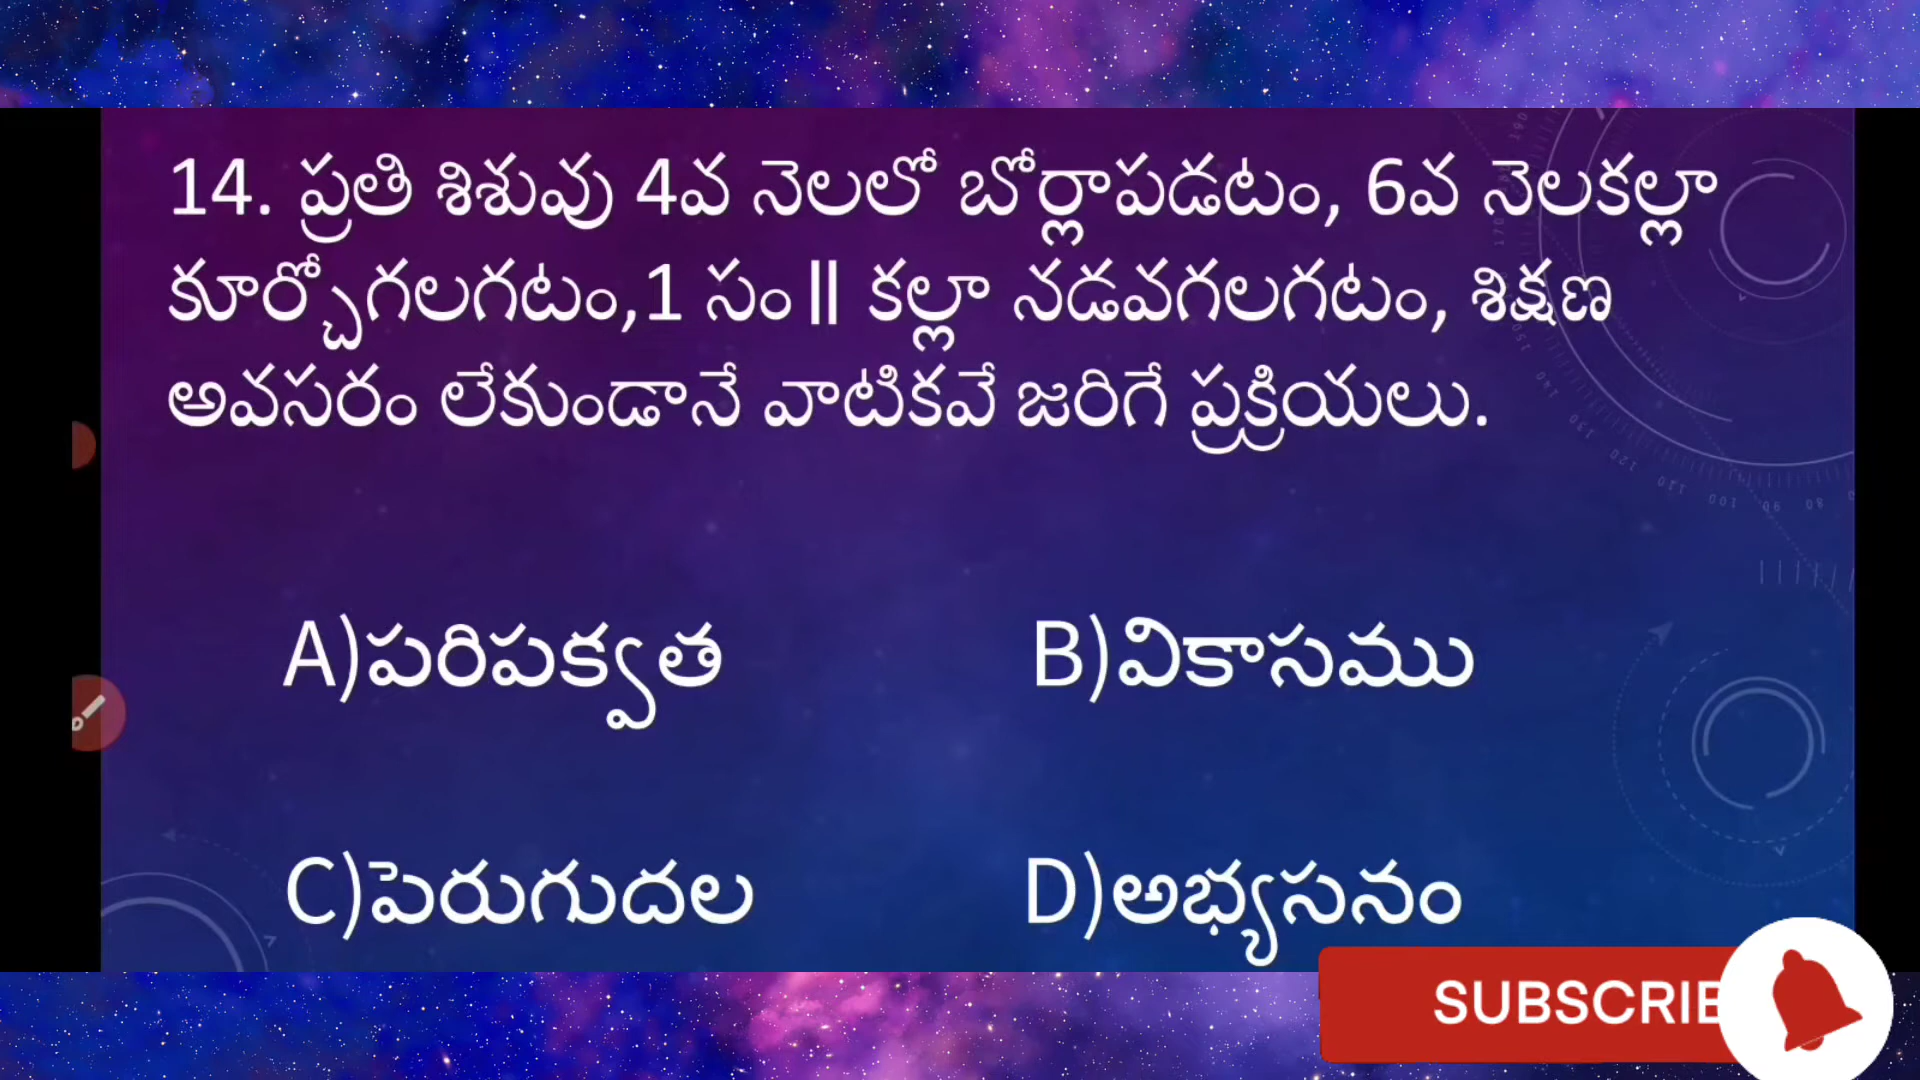 14. ప్రతి శిశువు 4వ నెలలో బోర్లాపడటం, 6వ నెలకల్లా
కూర్చోగలగటం,1 సం‖ కల్లా నడవగలగటం, శిక్షణ
అవసరం లేకుండానే వాటికవే జరిగే ప్రక్రియలు.
A)పరిపక్వత B)వికాసము
C)పెరుగుదల D)అభ్యసనం